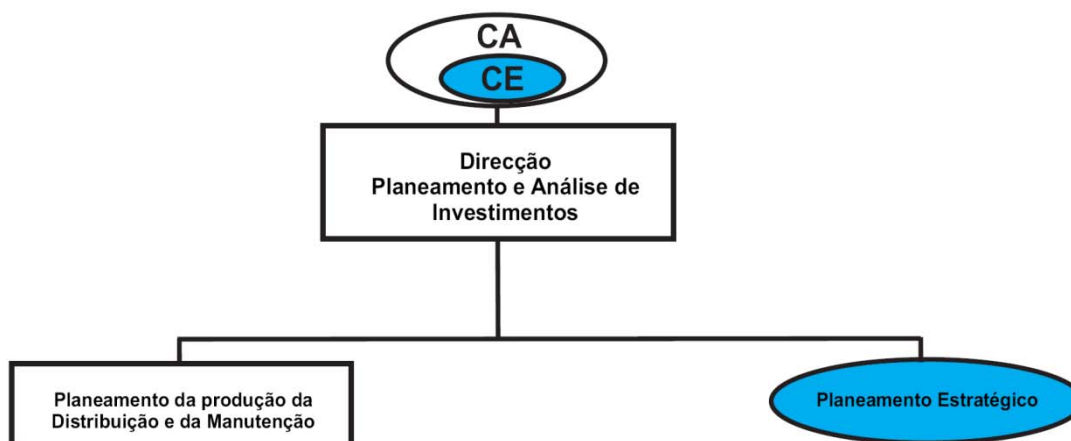 CA
CE
Direcção
Planeamento e Análise de
Investimentos
Planeamento da produção da
Distribuição e da Manutenção
Planeamento Estratégico